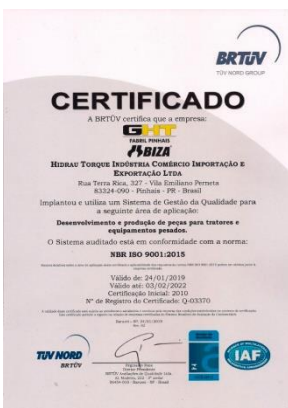 BRTÜV
TÜV NORD GROUP
CERTIFICADO
A BRTÜV certifica que a empresa:
GHT
FABRIL PINHAIS
IBIZA
HIDRAU TORQUE INDÚSTRIA COMÉRCIO IMPORTAÇÃO E
EXPORTAÇÃO LTDA
Rua Terra Rica, 327 - Vila Emiliano Perneta
83324-090 - Pinhais - PR - Brasil
Implantou e utiliza um Sistema de Gestão da Qualidade para
a seguinte área de aplicação:
Desenvolvimento e produção de peças para tratores e
equipamentos pesados.
O Sistema auditado está em conformidade com a norma:
NBR ISO 9001:2015
Válido de: 24/01/2019
Válido até: 03/02/2022
Certificação Inicial: 2010
N° de Registro de Certificado: Q-03370
TÜV NORD
BRTÜV
IAF